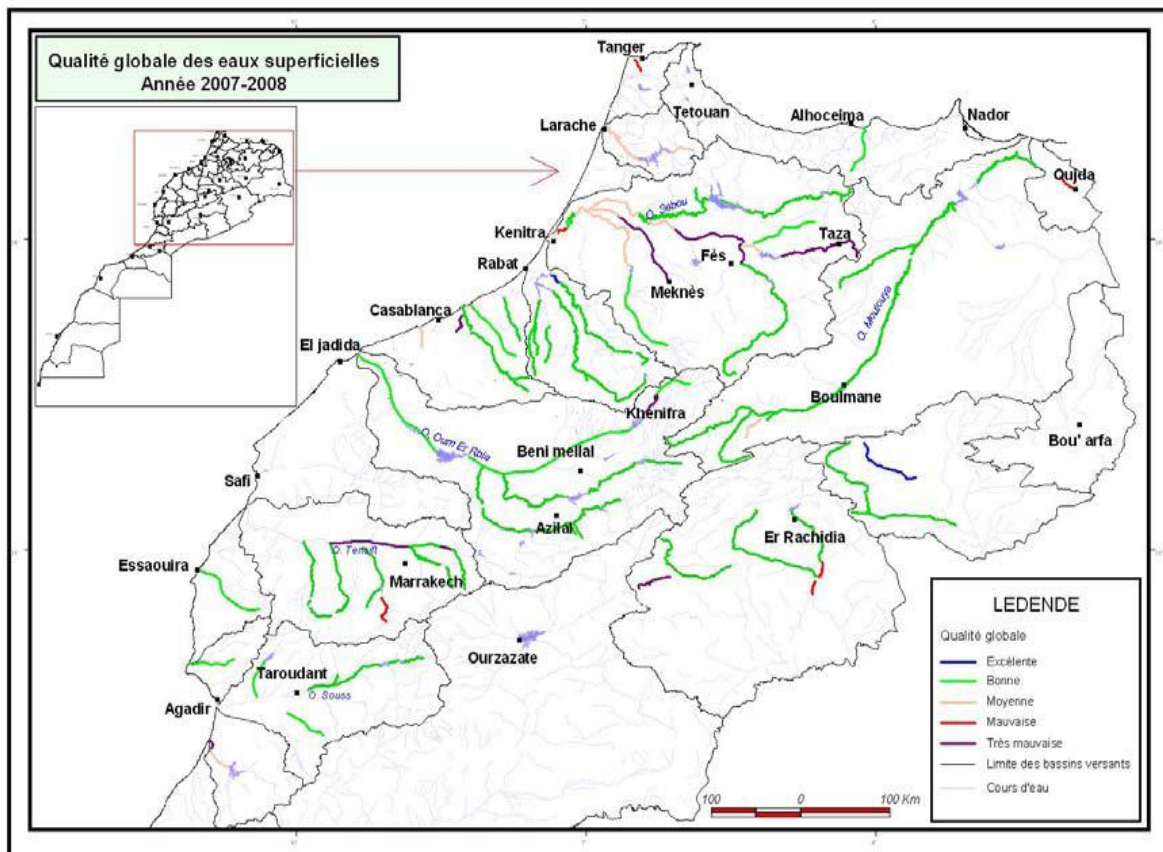 Qualité globale des eaux superficielles
Année 2007-2008
Tanger
Tetouan
Larache
Alhoceima
Nador
Oujda
O. Sebou
Kenitra
Taza
Fès
Rabat
Meknès
Casablanca
O. Moulouya
El jadida
Khenifra
Boulmane
O. Oum Er Rbia
Beni mellal
Bou' arfa
Safi
Azilal
Er Rachidia
O. Tensift
Essaouira
Marrakech
Ourzazate
Taroudant
O. Souss
Agadir
LEDENDE
Qualité globale
Excélente
Bonne
Moyenne
Mauvaise
Très mauvaise
Limite des bassins versants
Cours d'eau
100 0 100 Km